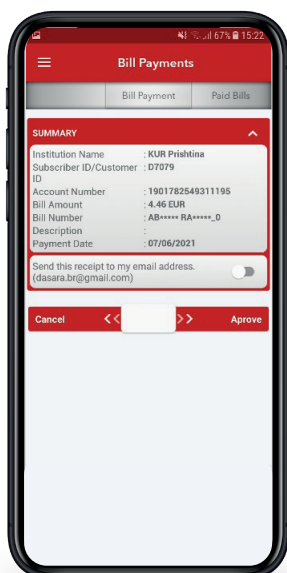 67% 15:22
Bill Payments
Bill Payment Paid Bills
SUMMARY
Institution Name : KUR Prishtina
Subscriber ID/Customer ID : D7079
Account Number : 1901782549311195
Bill Amount : 4.46 EUR
Bill Number : AB***** RA*****_0
Description :
Payment Date : 07/06/2021
Send this receipt to my email address.
(dasara.br@gmail.com)
Cancel << >> Aprove